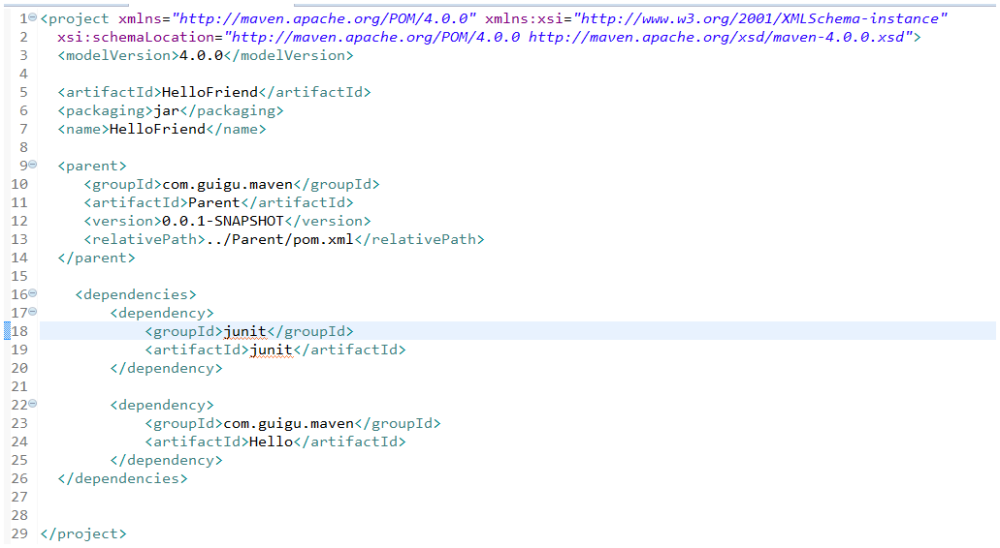 1 <project xmlns="http://maven.apache.org/POM/4.0.0" xmlns:xsi="http://www.w3.org/2001/XMLSchema-instance"
2   xsi:schemaLocation="http://maven.apache.org/POM/4.0.0 http://maven.apache.org/xsd/maven-4.0.0.xsd">
3   <modelVersion>4.0.0</modelVersion>
4
5   <artifactId>HelloFriend</artifactId>
6   <packaging>jar</packaging>
7   <name>HelloFriend</name>
8
9   <parent>
10     <groupId>com.guigu.maven</groupId>
11     <artifactId>Parent</artifactId>
12     <version>0.0.1-SNAPSHOT</version>
13     <relativePath>../Parent/pom.xml</relativePath>
14  </parent>
15
16    <dependencies>
17        <dependency>
18            <groupId>junit</groupId>
19            <artifactId>junit</artifactId>
20        </dependency>
21
22        <dependency>
23            <groupId>com.guigu.maven</groupId>
24            <artifactId>Hello</artifactId>
25        </dependency>
26  </dependencies>
27
28
29 </project>